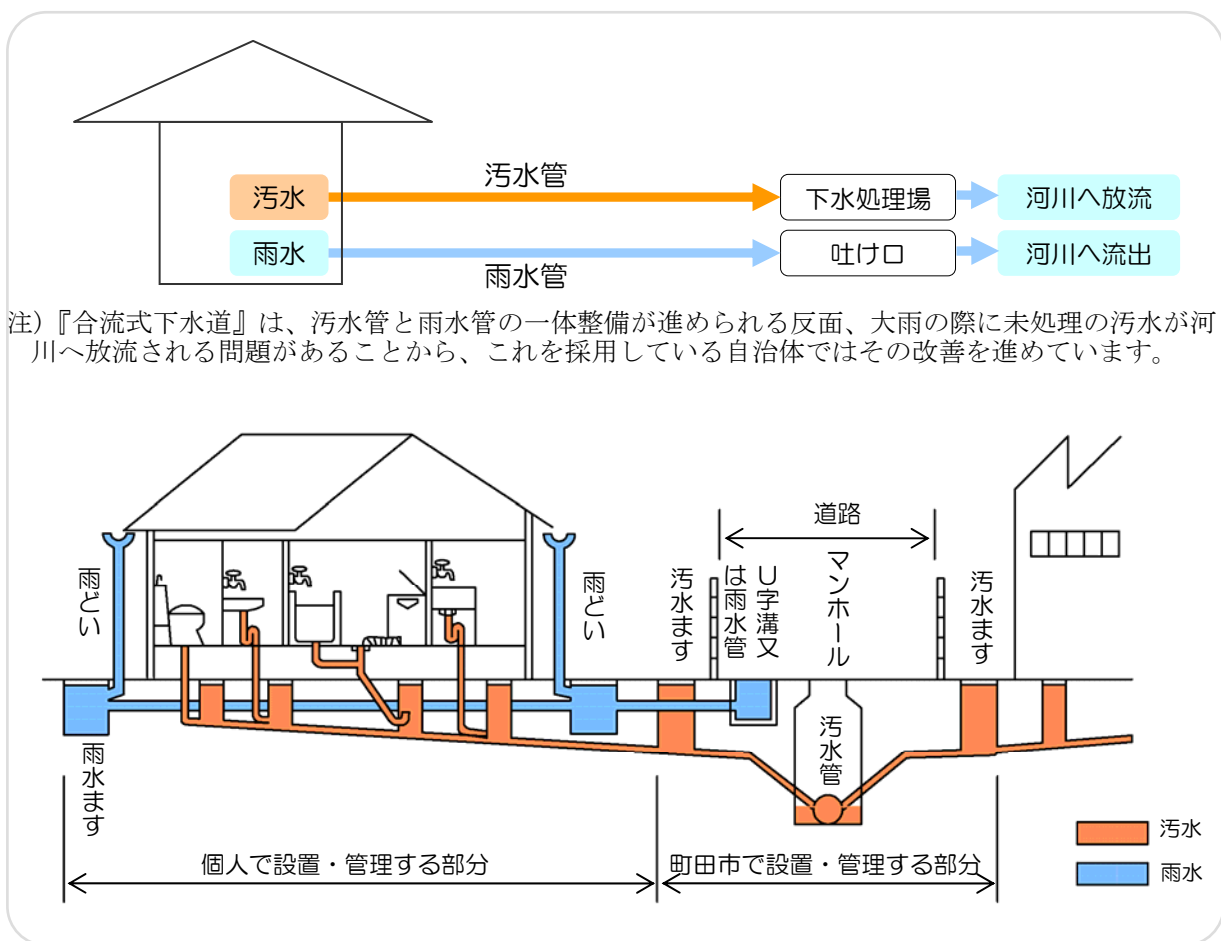 汚水
汚水管
下水処理場
河川へ放流
雨水
雨水管
吐け口
河川へ流出
注)『合流式下水道』は、汚水管と雨水管の一体整備が進められる反面、大雨の際に未処理の汚水が河
川へ放流される問題があることから、これを採用している自治体ではその改善を進めています。
道路
雨どい
雨どい
汚水ます
U字溝又
は雨水管
マンホール
汚水ます
汚水管
雨水ます
個人で設置・管理する部分
町田市で設置・管理する部分
汚水
雨水